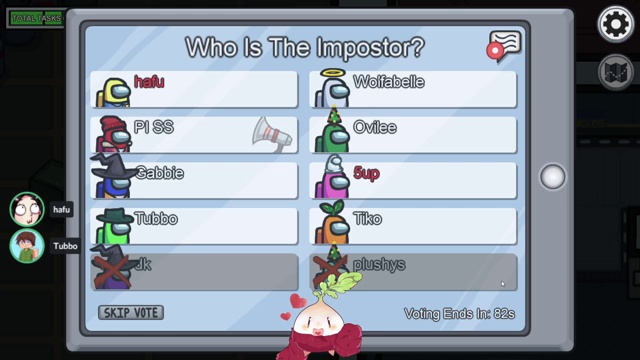 TOTAL TASKS
Who Is The Impostor?
hafu
Wolfabelle
PI SS
Ovilee
Gabbie
5up
hafu
Tubbo
Tiko
Tubbo
jk
plushys
SKIP VOTE
Voting Ends In: 82s